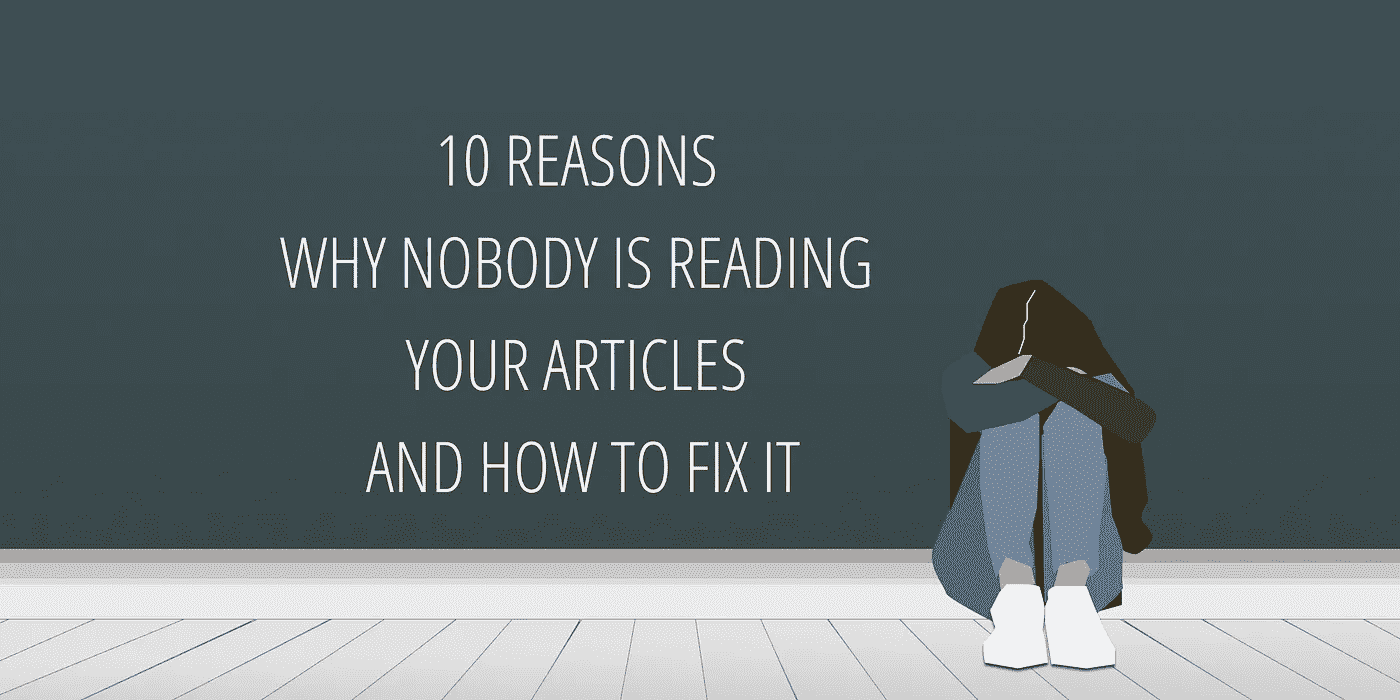 10 REASONS
WHY NOBODY IS READING
YOUR ARTICLES
AND HOW TO FIX IT